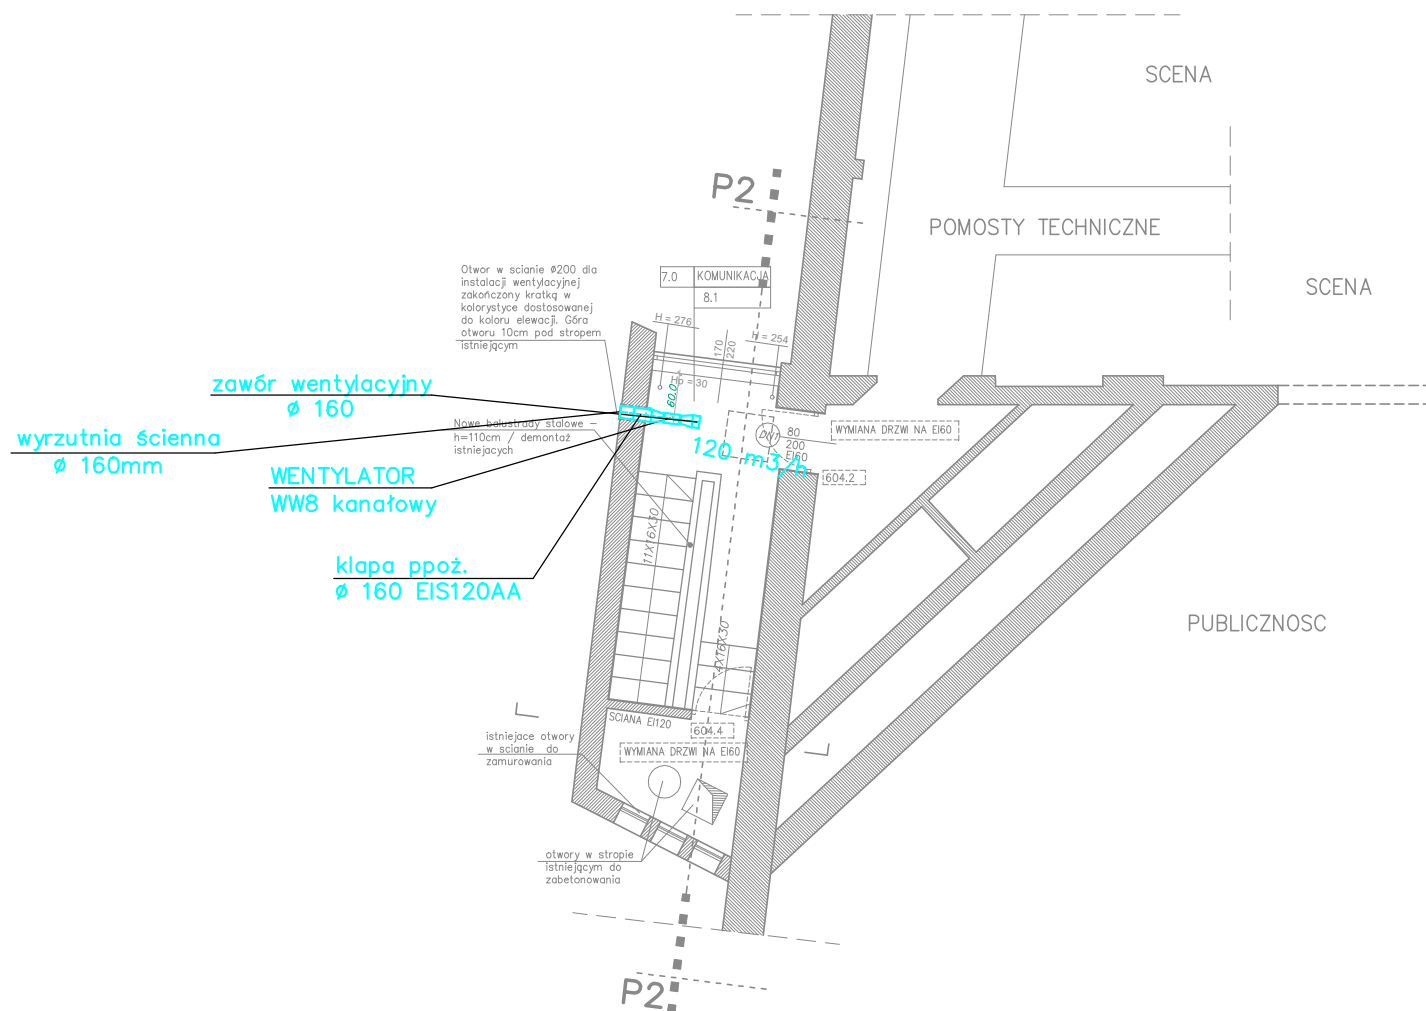 SCENA
P2
POMOSTY TECHNICZNE
SCENA
Otwor w scianie Ø200 dla
instalacji wentylacyjnej
zakończony kratką w
kolorystyce dostosowanej
do koloru elewacji. Góra
otworu 10cm pod stropem
istniejącym
7.0 KOMUNIKACJA
8.1
H = 276
H = 254
170
220
Hp = 30
60.0
zawór wentylacyjny
ø 160
wyrzutnia ścienna
ø 160mm
Nowe balustrady stalowe –
h=110cm / demontaż
istniejacych
WENTYLATOR
WW8 kanałowy
120 m3/h
DW1
80
200
EI60
WYMIANA DRZWI NA EI60
604.2
klapa ppoż.
ø 160 EIS120AA
11X16X30
4X16X30
PUBLICZNOSC
SCIANA EI120
604.4
WYMIANA DRZWI NA EI60
istniejace otwory
w scianie do
zamurowania
otwory w stropie
istniejącym do
zabetonowania
P2